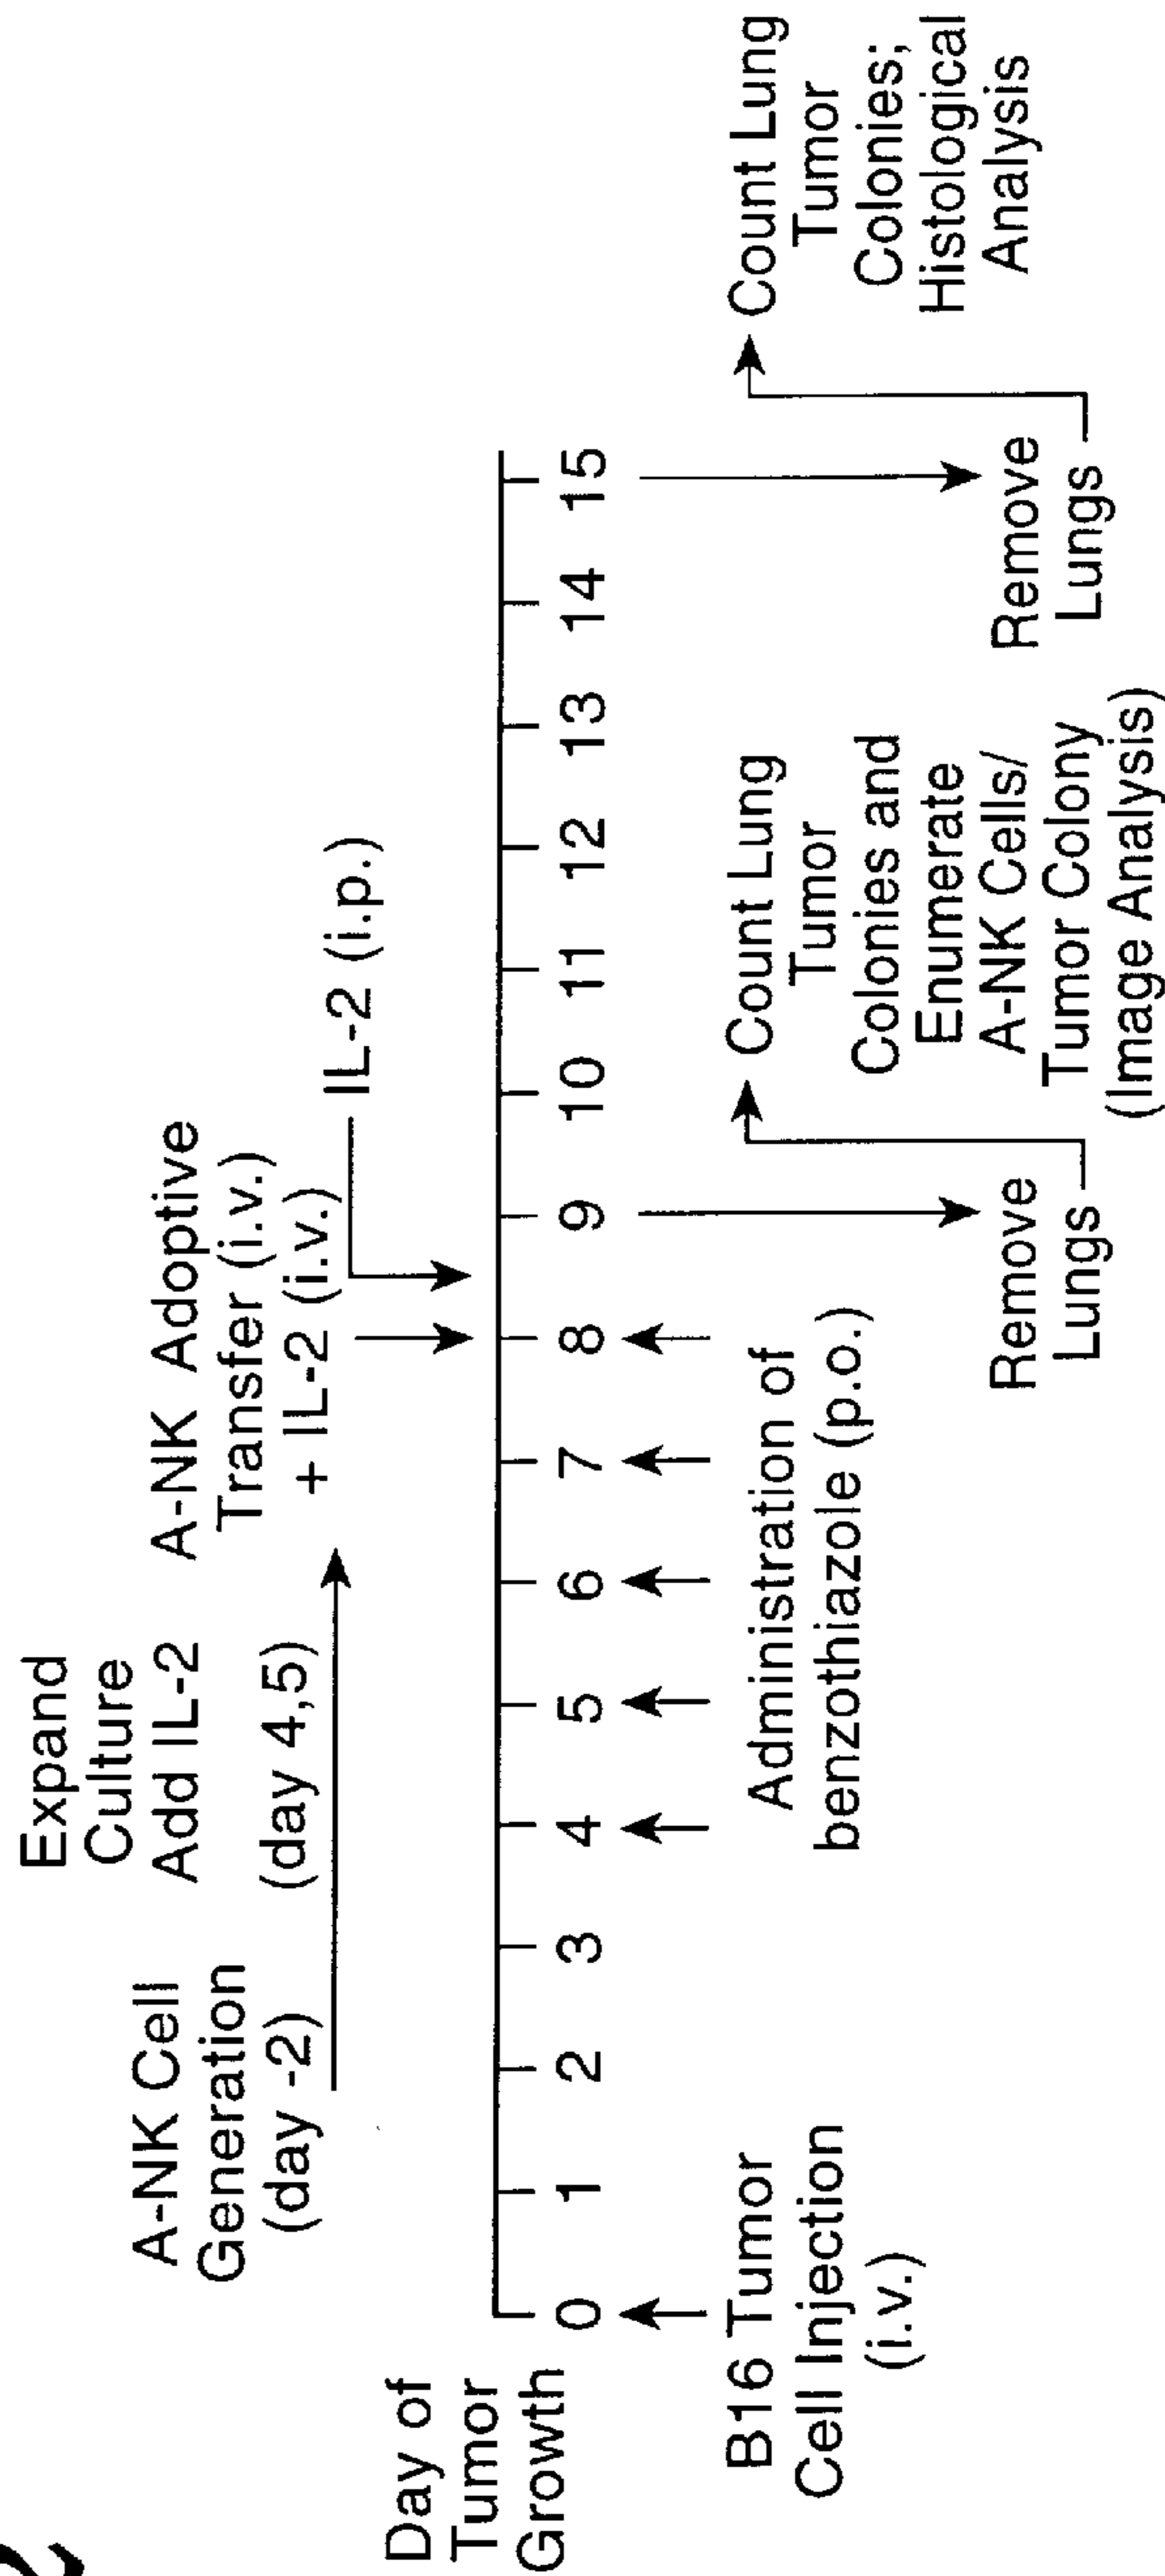 A-NK Cell
Generation
(day -2)
Expand
Culture
Add IL-2
(day 4,5)
A-NK Adoptive
Transfer (i.v.)
+ IL-2 (i.v.)
IL-2 (i.p.)
Day of
Tumor
Growth
0 1 2 3 4 5 6 7 8 9 10 11 12 13 14 15
B16 Tumor
Cell Injection
(i.v.)
Administration of
benzothiazole (p.o.)
Remove
Lungs
Count Lung
Tumor
Colonies and
Enumerate
A-NK Cells/
Tumor Colony
(Image Analysis)
Remove
Lungs
Count Lung
Tumor
Colonies;
Histological
Analysis